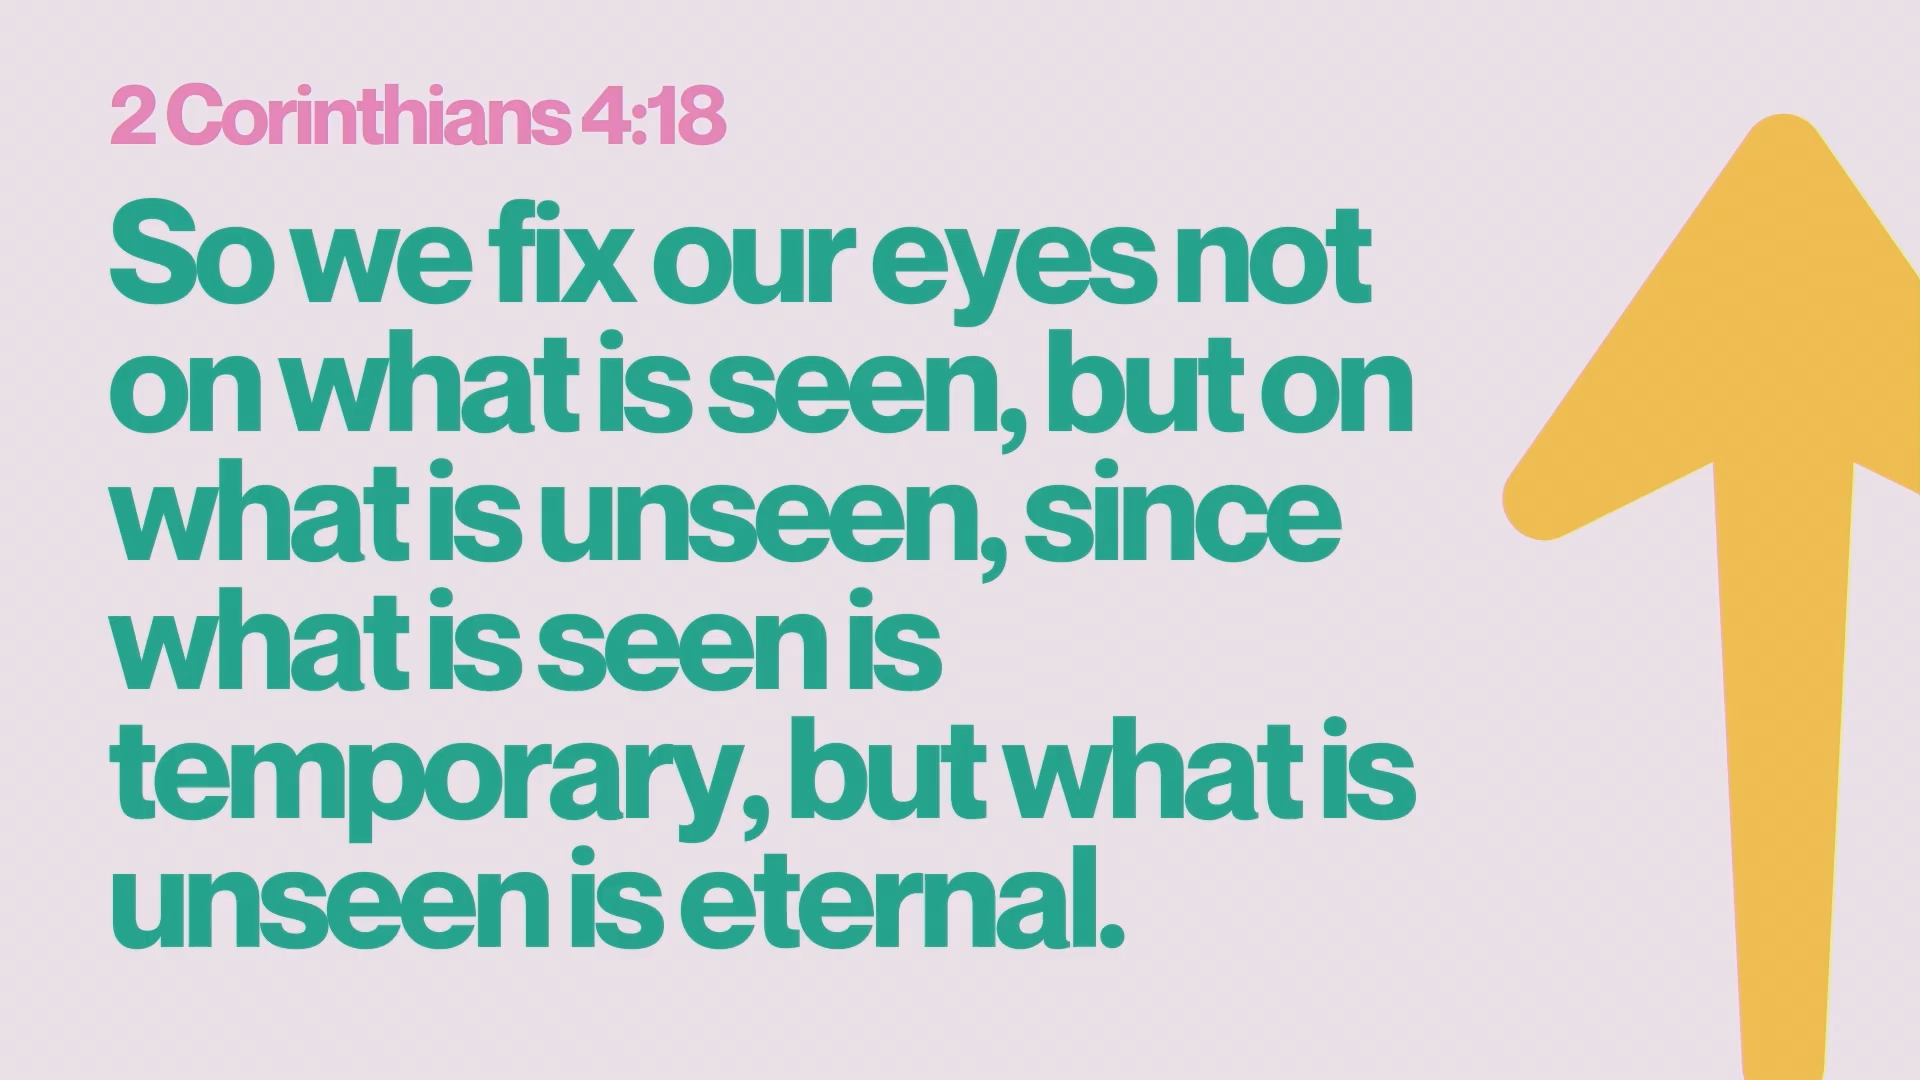 2 Corinthians 4:18
So we fix our eyes not
on what is seen, but on
what is unseen, since
what is seen is
temporary, but what is
unseen is eternal.